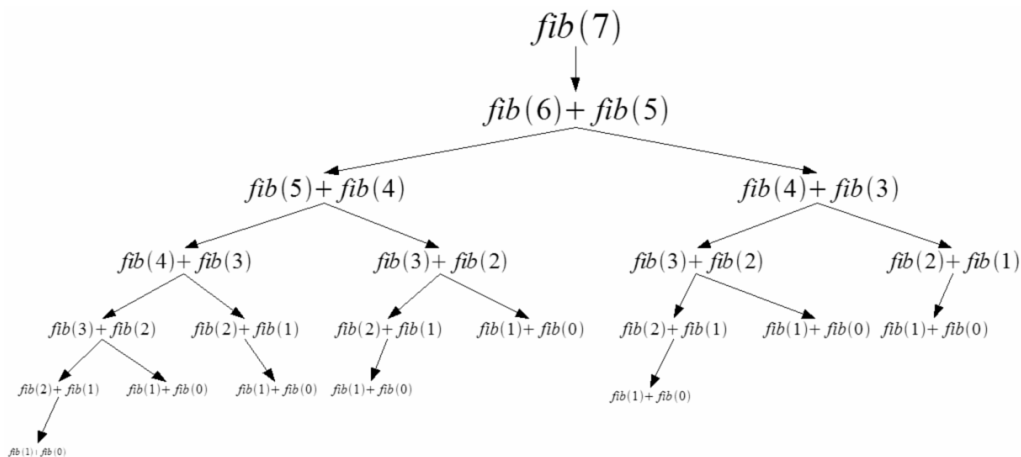 fib(7)
fib(6)+fib(5)
fib(5)+fib(4) fib(4)+fib(3)
fib(4)+fib(3) fib(3)+fib(2) fib(3)+fib(2) fib(2)+fib(1)
fib(3)+fib(2) fib(2)+fib(1) fib(2)+fib(1) fib(1)+fib(0) fib(2)+fib(1) fib(1)+fib(0) fib(1)+fib(0)
fib(2)+fib(1) fib(1)+fib(0) fib(1)+fib(0) fib(1)+fib(0) fib(1)+fib(0)
fib(1)+fib(0)